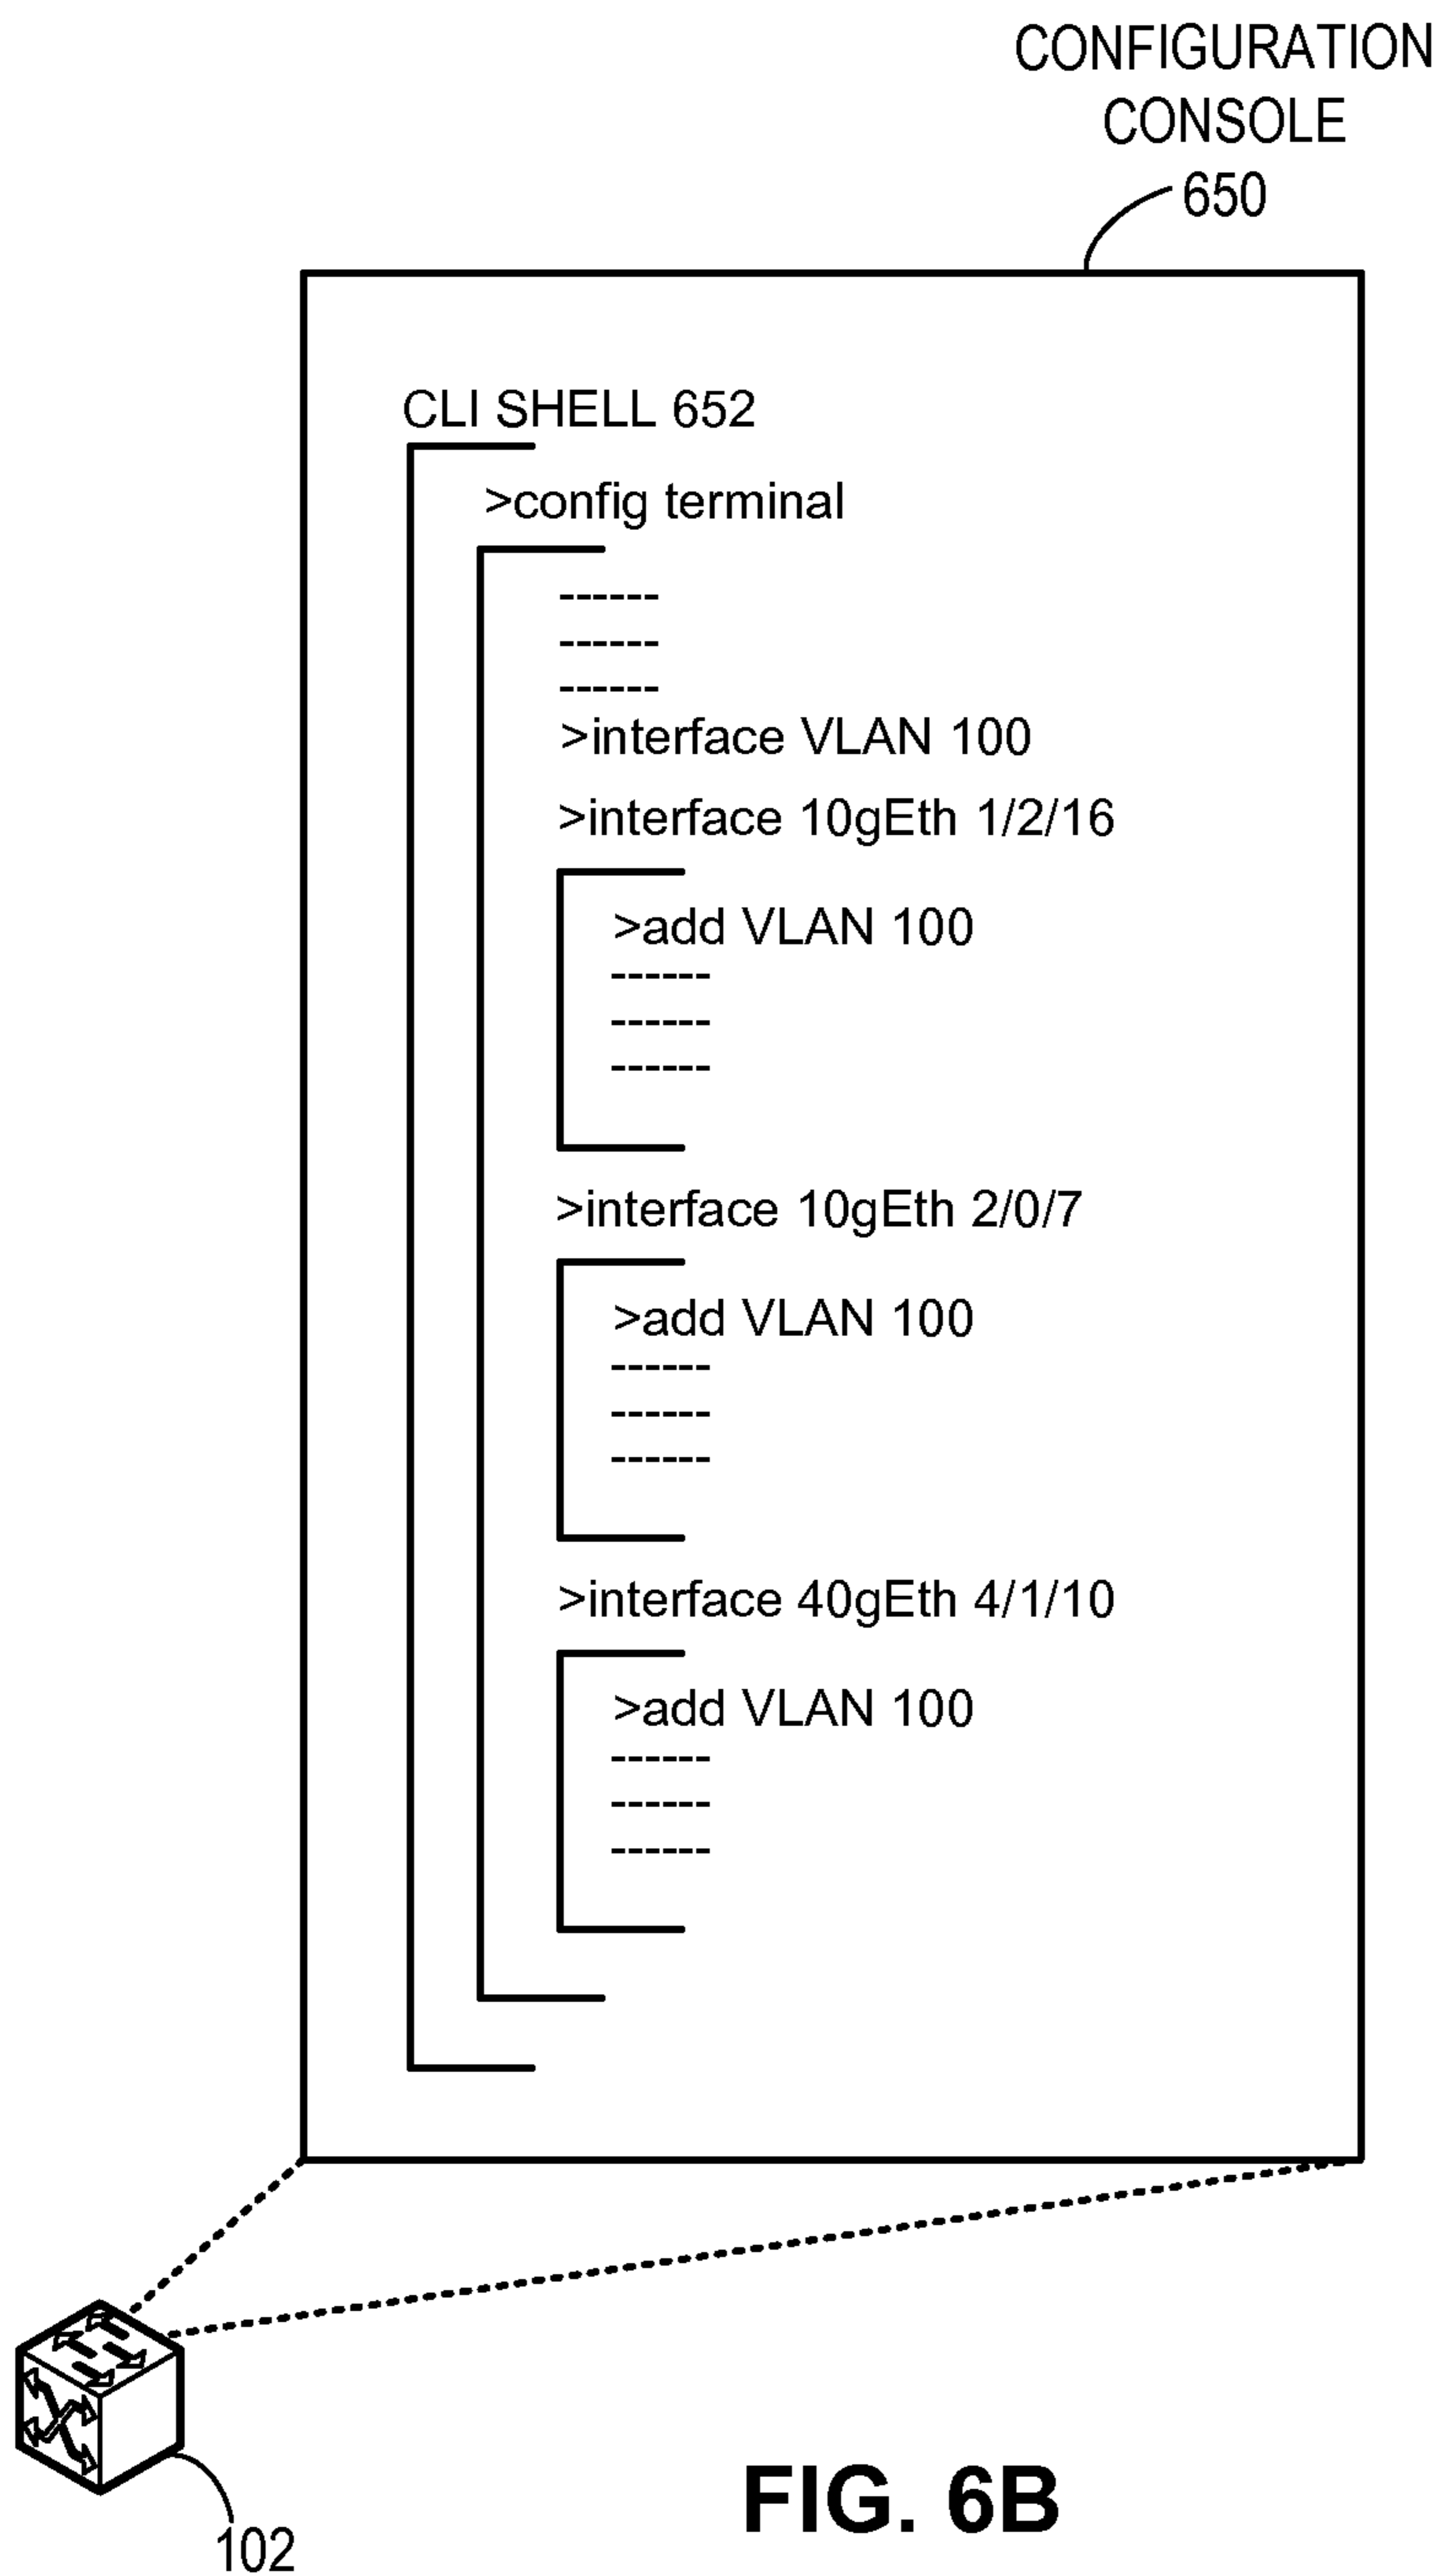 CONFIGURATION
CONSOLE
650
CLI SHELL 652
>config terminal
------
------
------
>interface VLAN 100
>interface 10gEth 1/2/16
>add VLAN 100
------
------
------
>interface 10gEth 2/0/7
>add VLAN 100
------
------
------
>interface 40gEth 4/1/10
>add VLAN 100
------
------
------
102
FIG. 6B